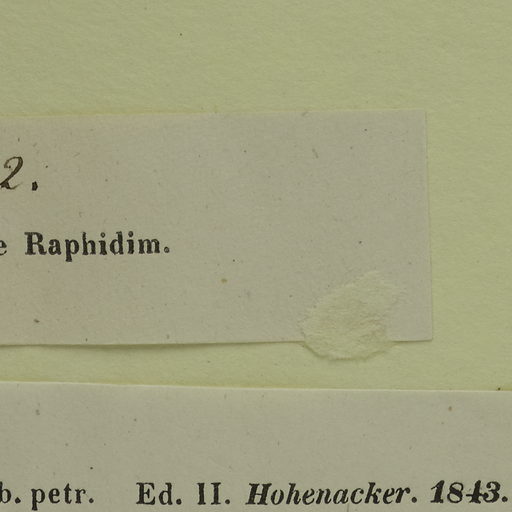 2.
e Raphidim.
b. petr. Ed. II. Hohenacker. 1843.